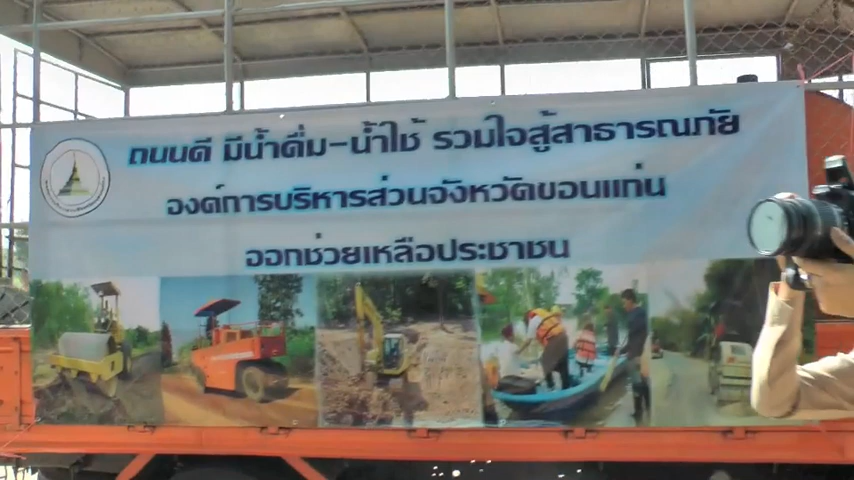 ถนนดี มีน้ำดื่ม-น้ำใช้ รวมใจสู้สาธารณภัย
องค์การบริหารส่วนจังหวัดขอนแก่น
ออกช่วยเหลือประชาชน